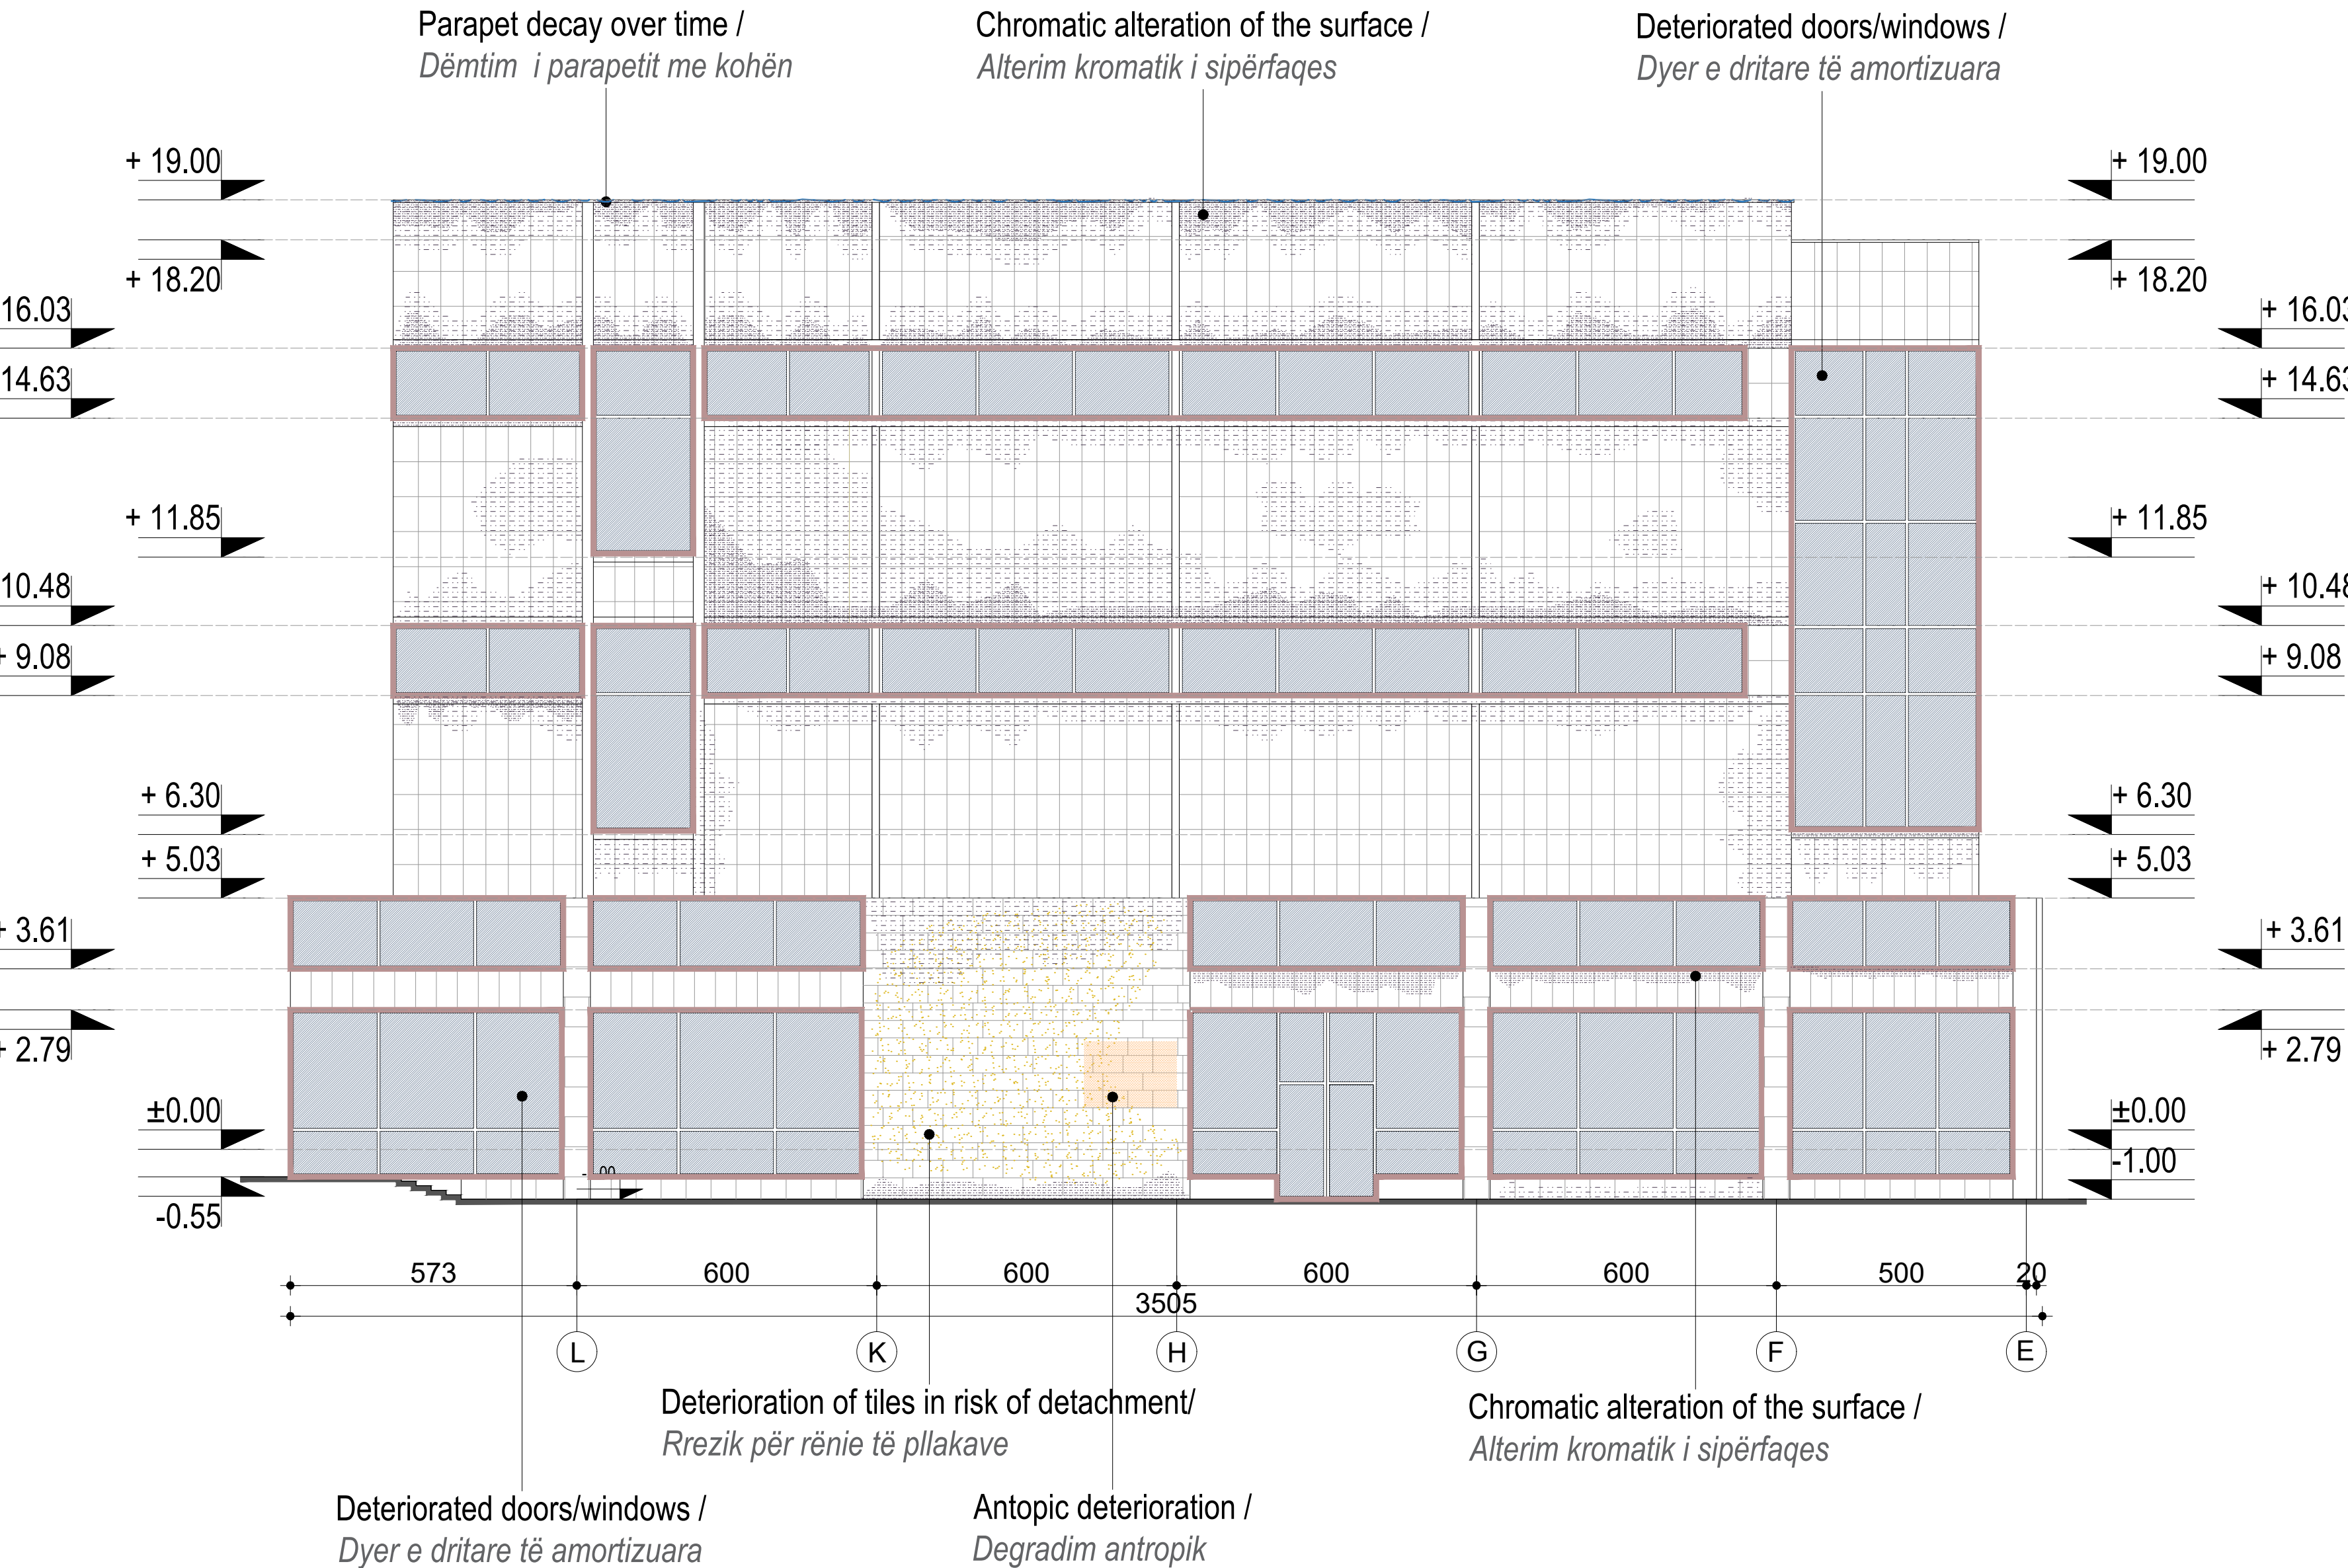 Parapet decay over time /
Dëmtim i parapetit me kohën
Chromatic alteration of the surface /
Alterim kromatik i sipërfaqes
Deteriorated doors/windows /
Dyer e dritare të amortizuara
+ 19.00
+ 18.20
16.03
14.63
+ 11.85
10.48
+ 9.08
+ 6.30
+ 5.03
+ 3.61
+ 2.79
±0.00
-0.55
+ 19.00
+ 18.20
+ 16.03
+ 14.63
+ 11.85
+ 10.48
+ 9.08
+ 6.30
+ 5.03
+ 3.61
+ 2.79
±0.00
-1.00
573
600
600
600
600
500
20
3505
L
K
H
G
F
E
Deterioration of tiles in risk of detachment/
Rrezik për rënie të pllakave
Chromatic alteration of the surface /
Alterim kromatik i sipërfaqes
Deteriorated doors/windows /
Dyer e dritare të amortizuara
Antopic deterioration /
Degradim antropik